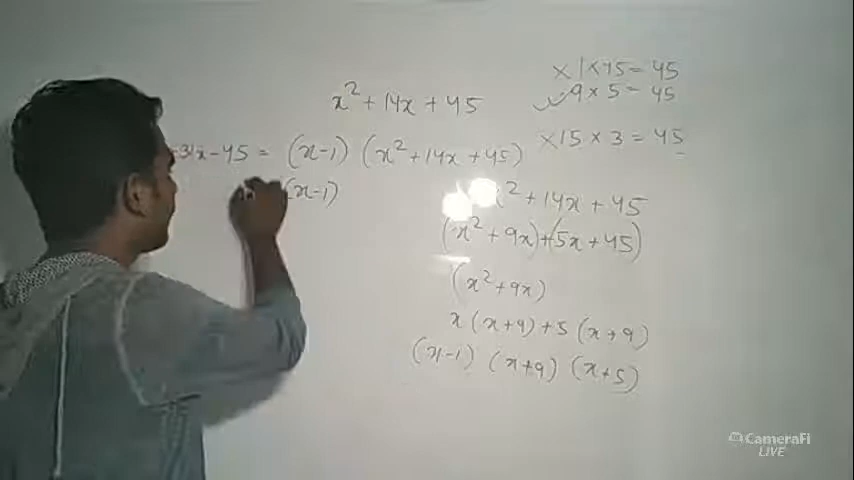 x² + 14x + 45
31x - 45 = (x-1) (x² + 14x + 45)
(x-1)
× 1 × 45 = 45
9 × 5 = 45
× 15 × 3 = 45
x² + 14x + 45
(x² + 9x) + (5x + 45)
(x² + 9x)
x (x+9) + 5 (x+9)
(x-1) (x+9) (x+5)
CameraFi
LIVE